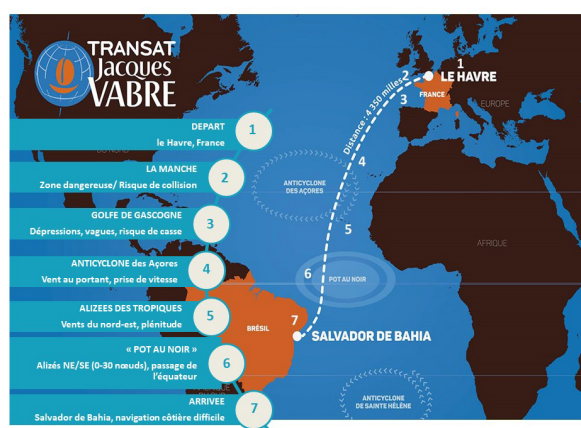 TRANSAT
Jacques
VABRE
1
DEPART
le Havre, France
2
LA MANCHE
Zone dangereuse/ Risque de collision
3
GOLFE DE GASCOGNE
Dépressions, vagues, risque de casse
4
ANTICYCLONE des Açores
Vent au portant, prise de vitesse
5
ALIZEES DES TROPIQUES
Vents du nord-est, plénitude
6
« POT AU NOIR »
Alizés NE/SE (0-30 nœuds), passage de
l'équateur
7
ARRIVEE
Salvador de Bahia, navigation côtière difficile
1
LE HAVRE
2
FRANCE
3
EUROPE
Distance : 4 350 milles
4
ANTICYCLONE
DES AÇORES
5
AFRIQUE
6
POT AU NOIR
BRÉSIL
7
SALVADOR DE BAHIA
ANTICYCLONE
DE SAINTE HÉLÈNE